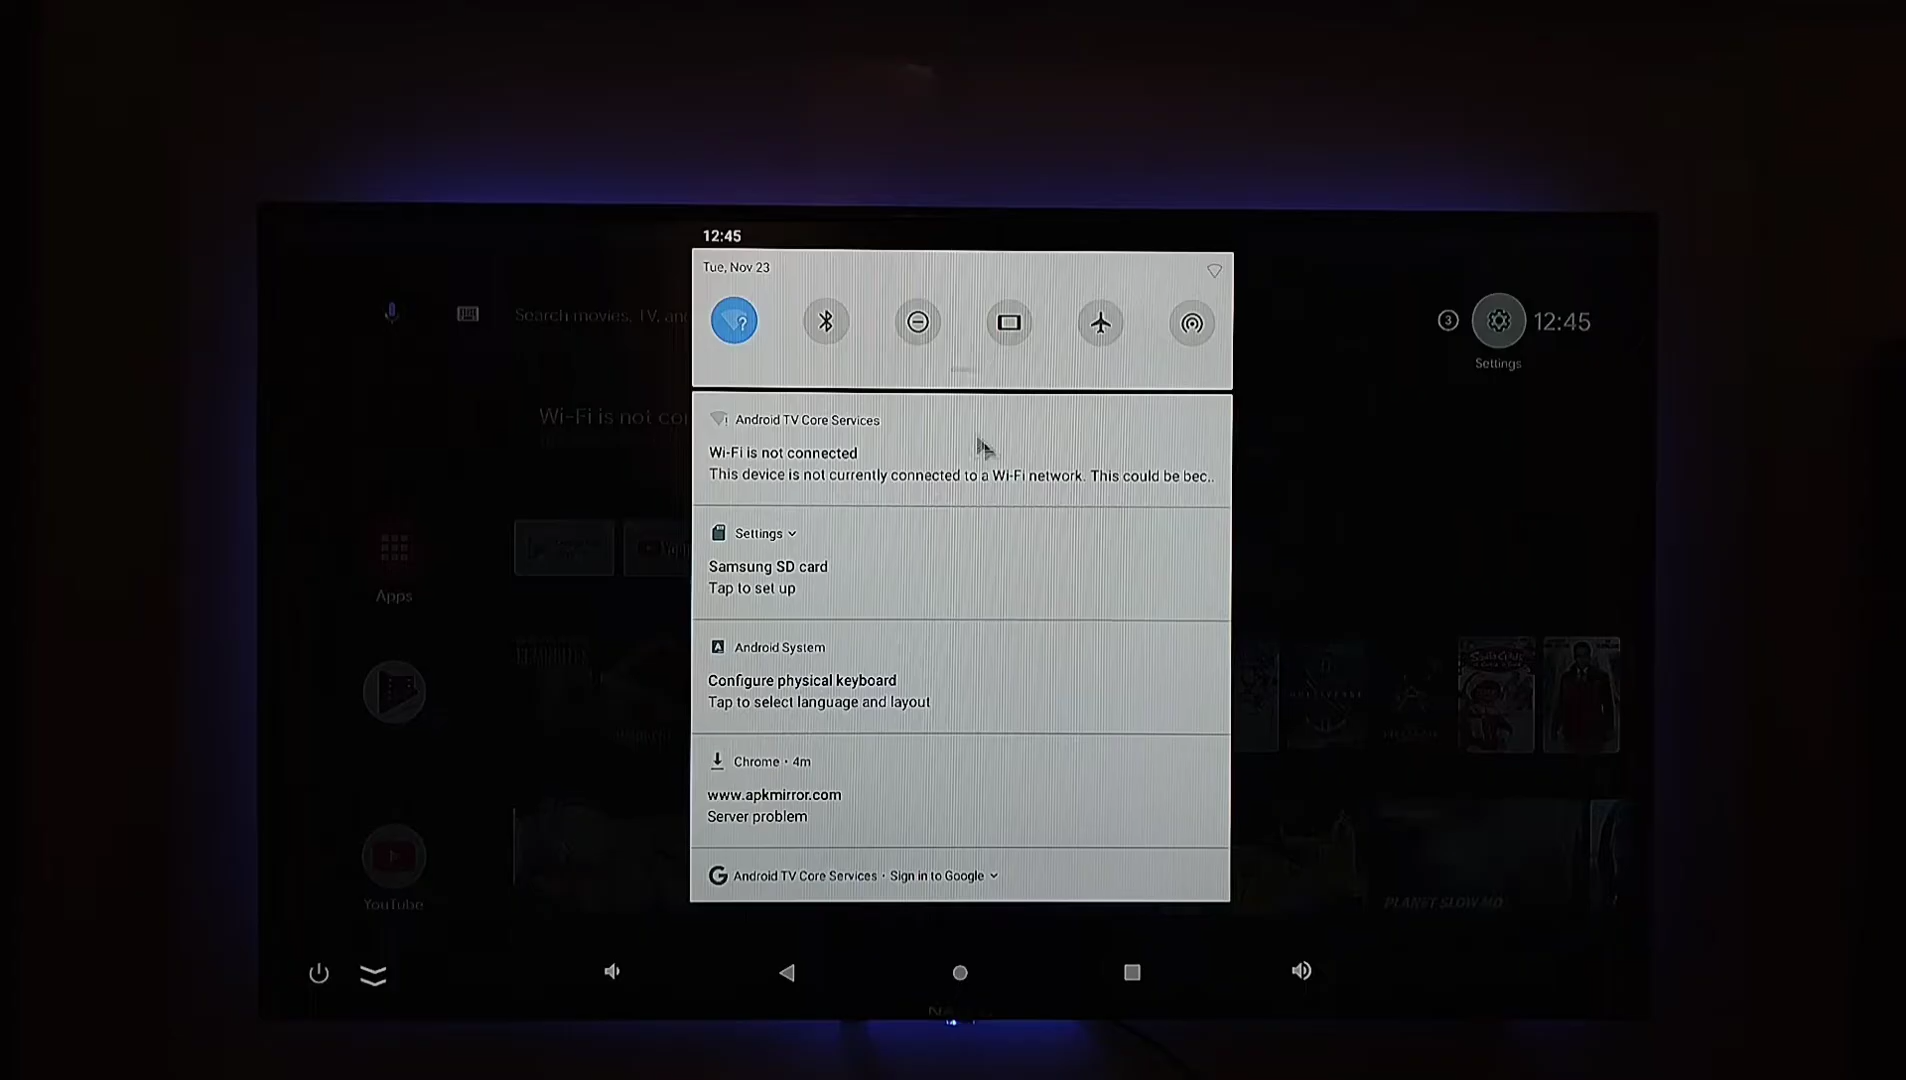 12:45
Tue, Nov 23
Search movies, TV, an
3
12:45
Settings
Wi-Fi is not co
Android TV Core Services
Wi-Fi is not connected
This device is not currently connected to a Wi-Fi network. This could be bec..
Settings
Samsung SD card
Tap to set up
Apps
Android System
Configure physical keyboard
Tap to select language and layout
Chrome • 4m
www.apkmirror.com
Server problem
Android TV Core Services • Sign in to Google
YouTube
PLANET SLOW MO